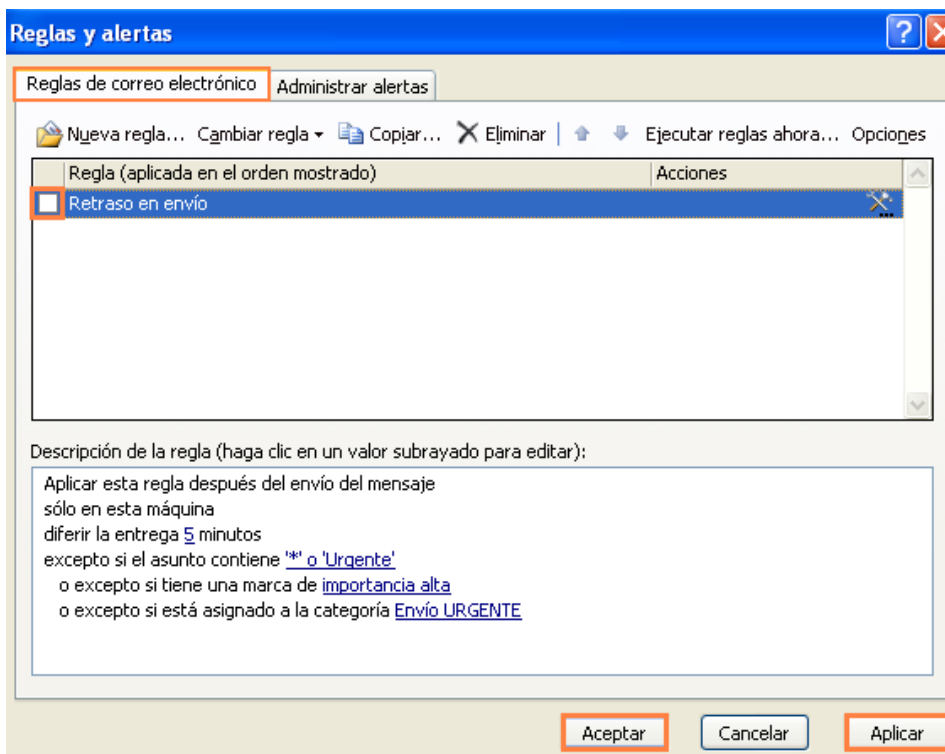 Reglas y alertas
Reglas de correo electrónico Administrar alertas
Nueva regla... Cambiar regla Copiar... Eliminar Ejecutar reglas ahora... Opciones
Regla (aplicada en el orden mostrado) Acciones
Retraso en envío
Descripción de la regla (haga clic en un valor subrayado para editar):
Aplicar esta regla después del envío del mensaje
sólo en esta máquina
diferir la entrega 5 minutos
excepto si el asunto contiene '*' o 'Urgente'
o excepto si tiene una marca de importancia alta
o excepto si está asignado a la categoría Envío URGENTE
Aceptar Cancelar Aplicar